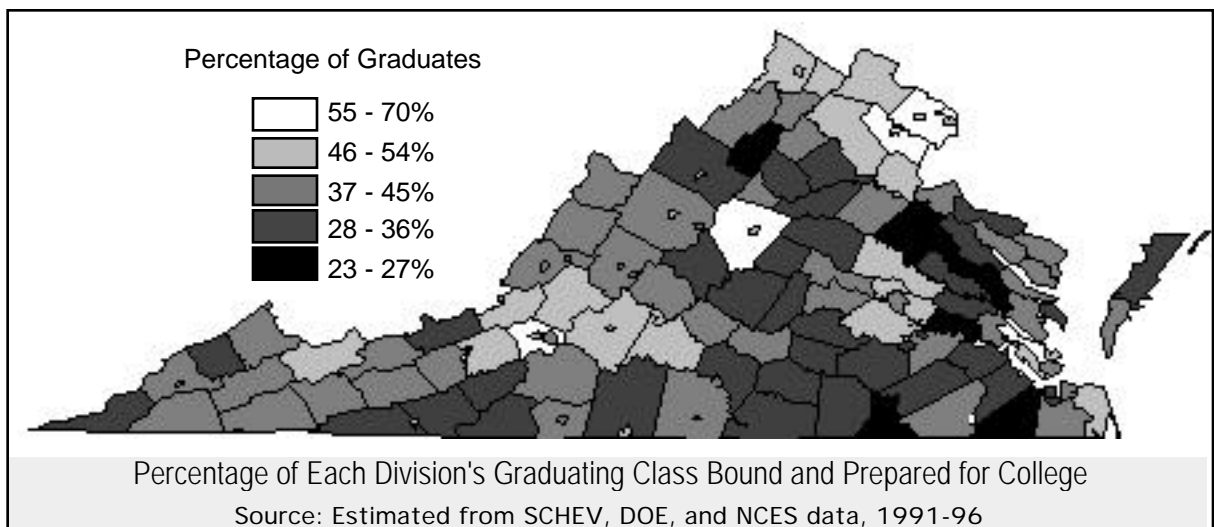 Percentage of Graduates
55 - 70%
46 - 54%
37 - 45%
28 - 36%
23 - 27%
Percentage of Each Division's Graduating Class Bound and Prepared for College
Source: Estimated from SCHEV, DOE, and NCES data, 1991-96